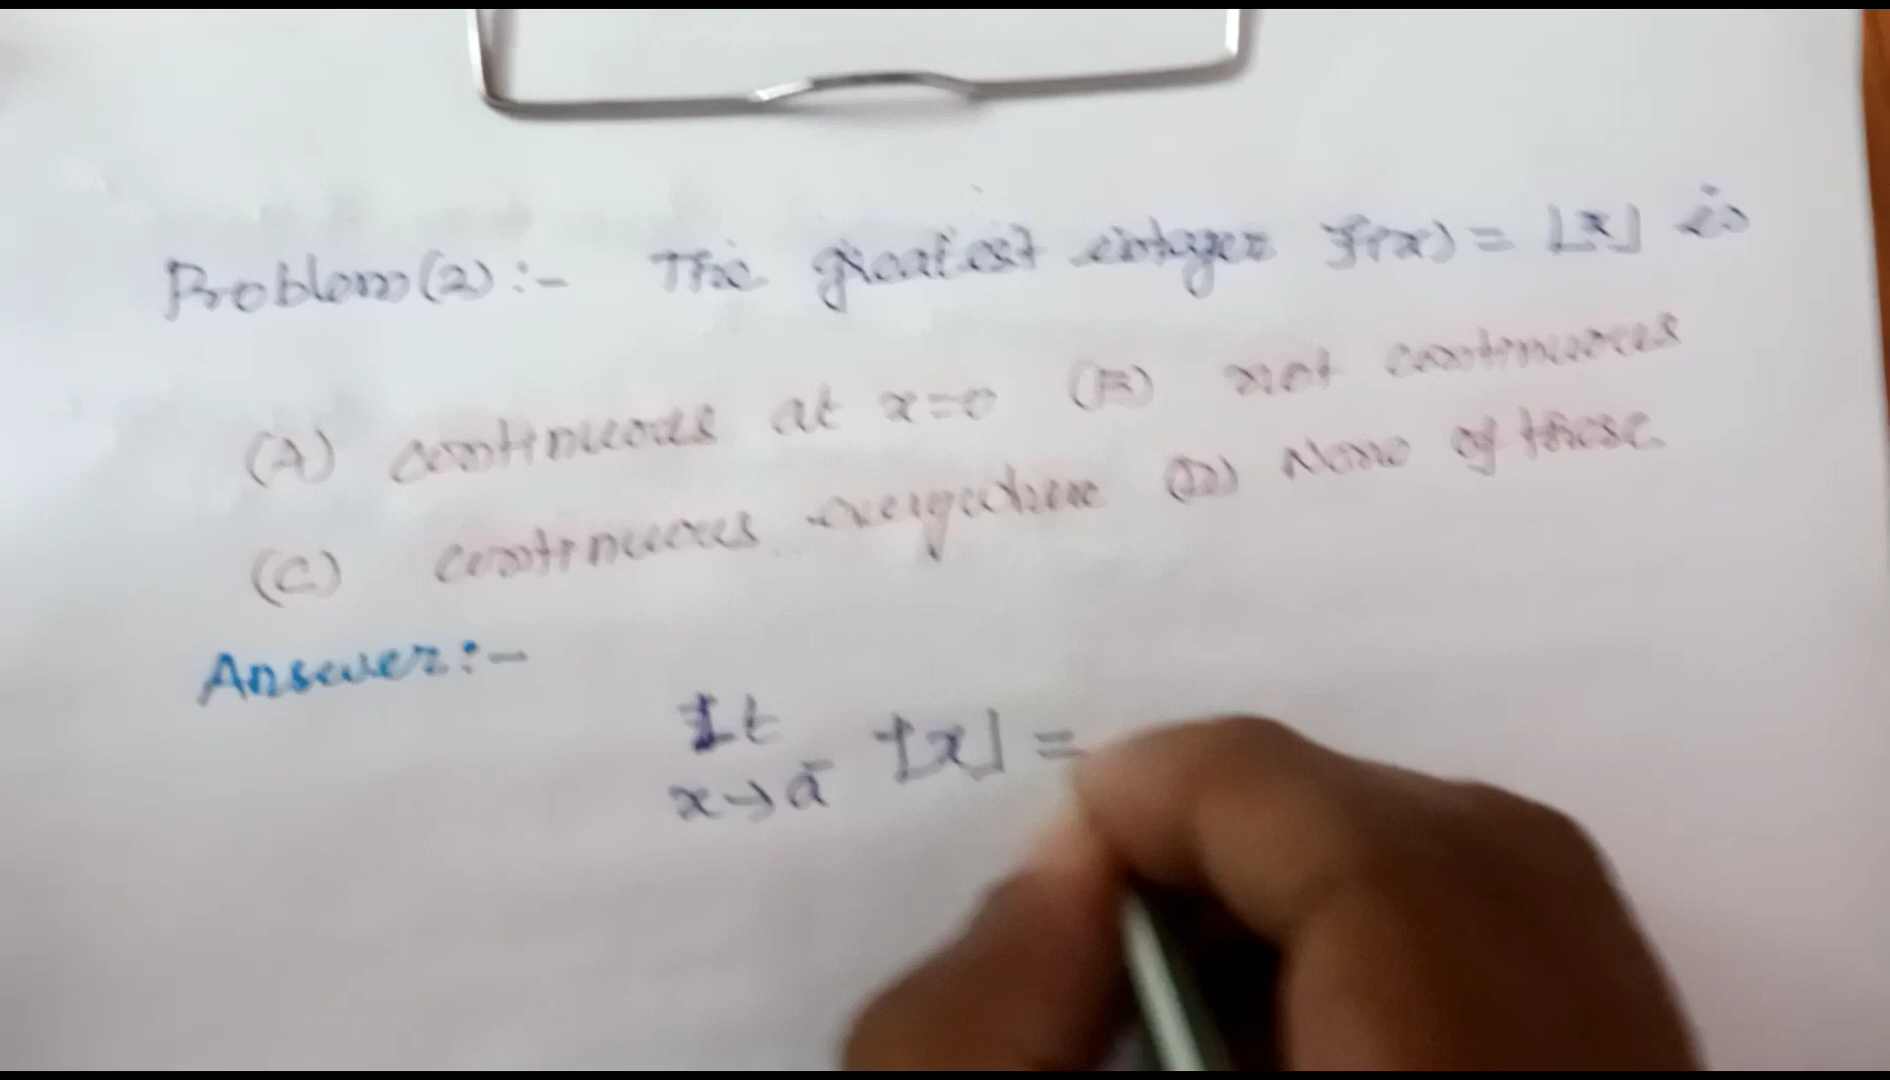 Problem(2):- The greatest integer f(x) = ⌊x⌋ is
(A) continuous at x=0 (B) not continuous
(C) continuous everywhere (D) None of these
Answer:-
Lt ⌊x⌋ =
x→a⁻